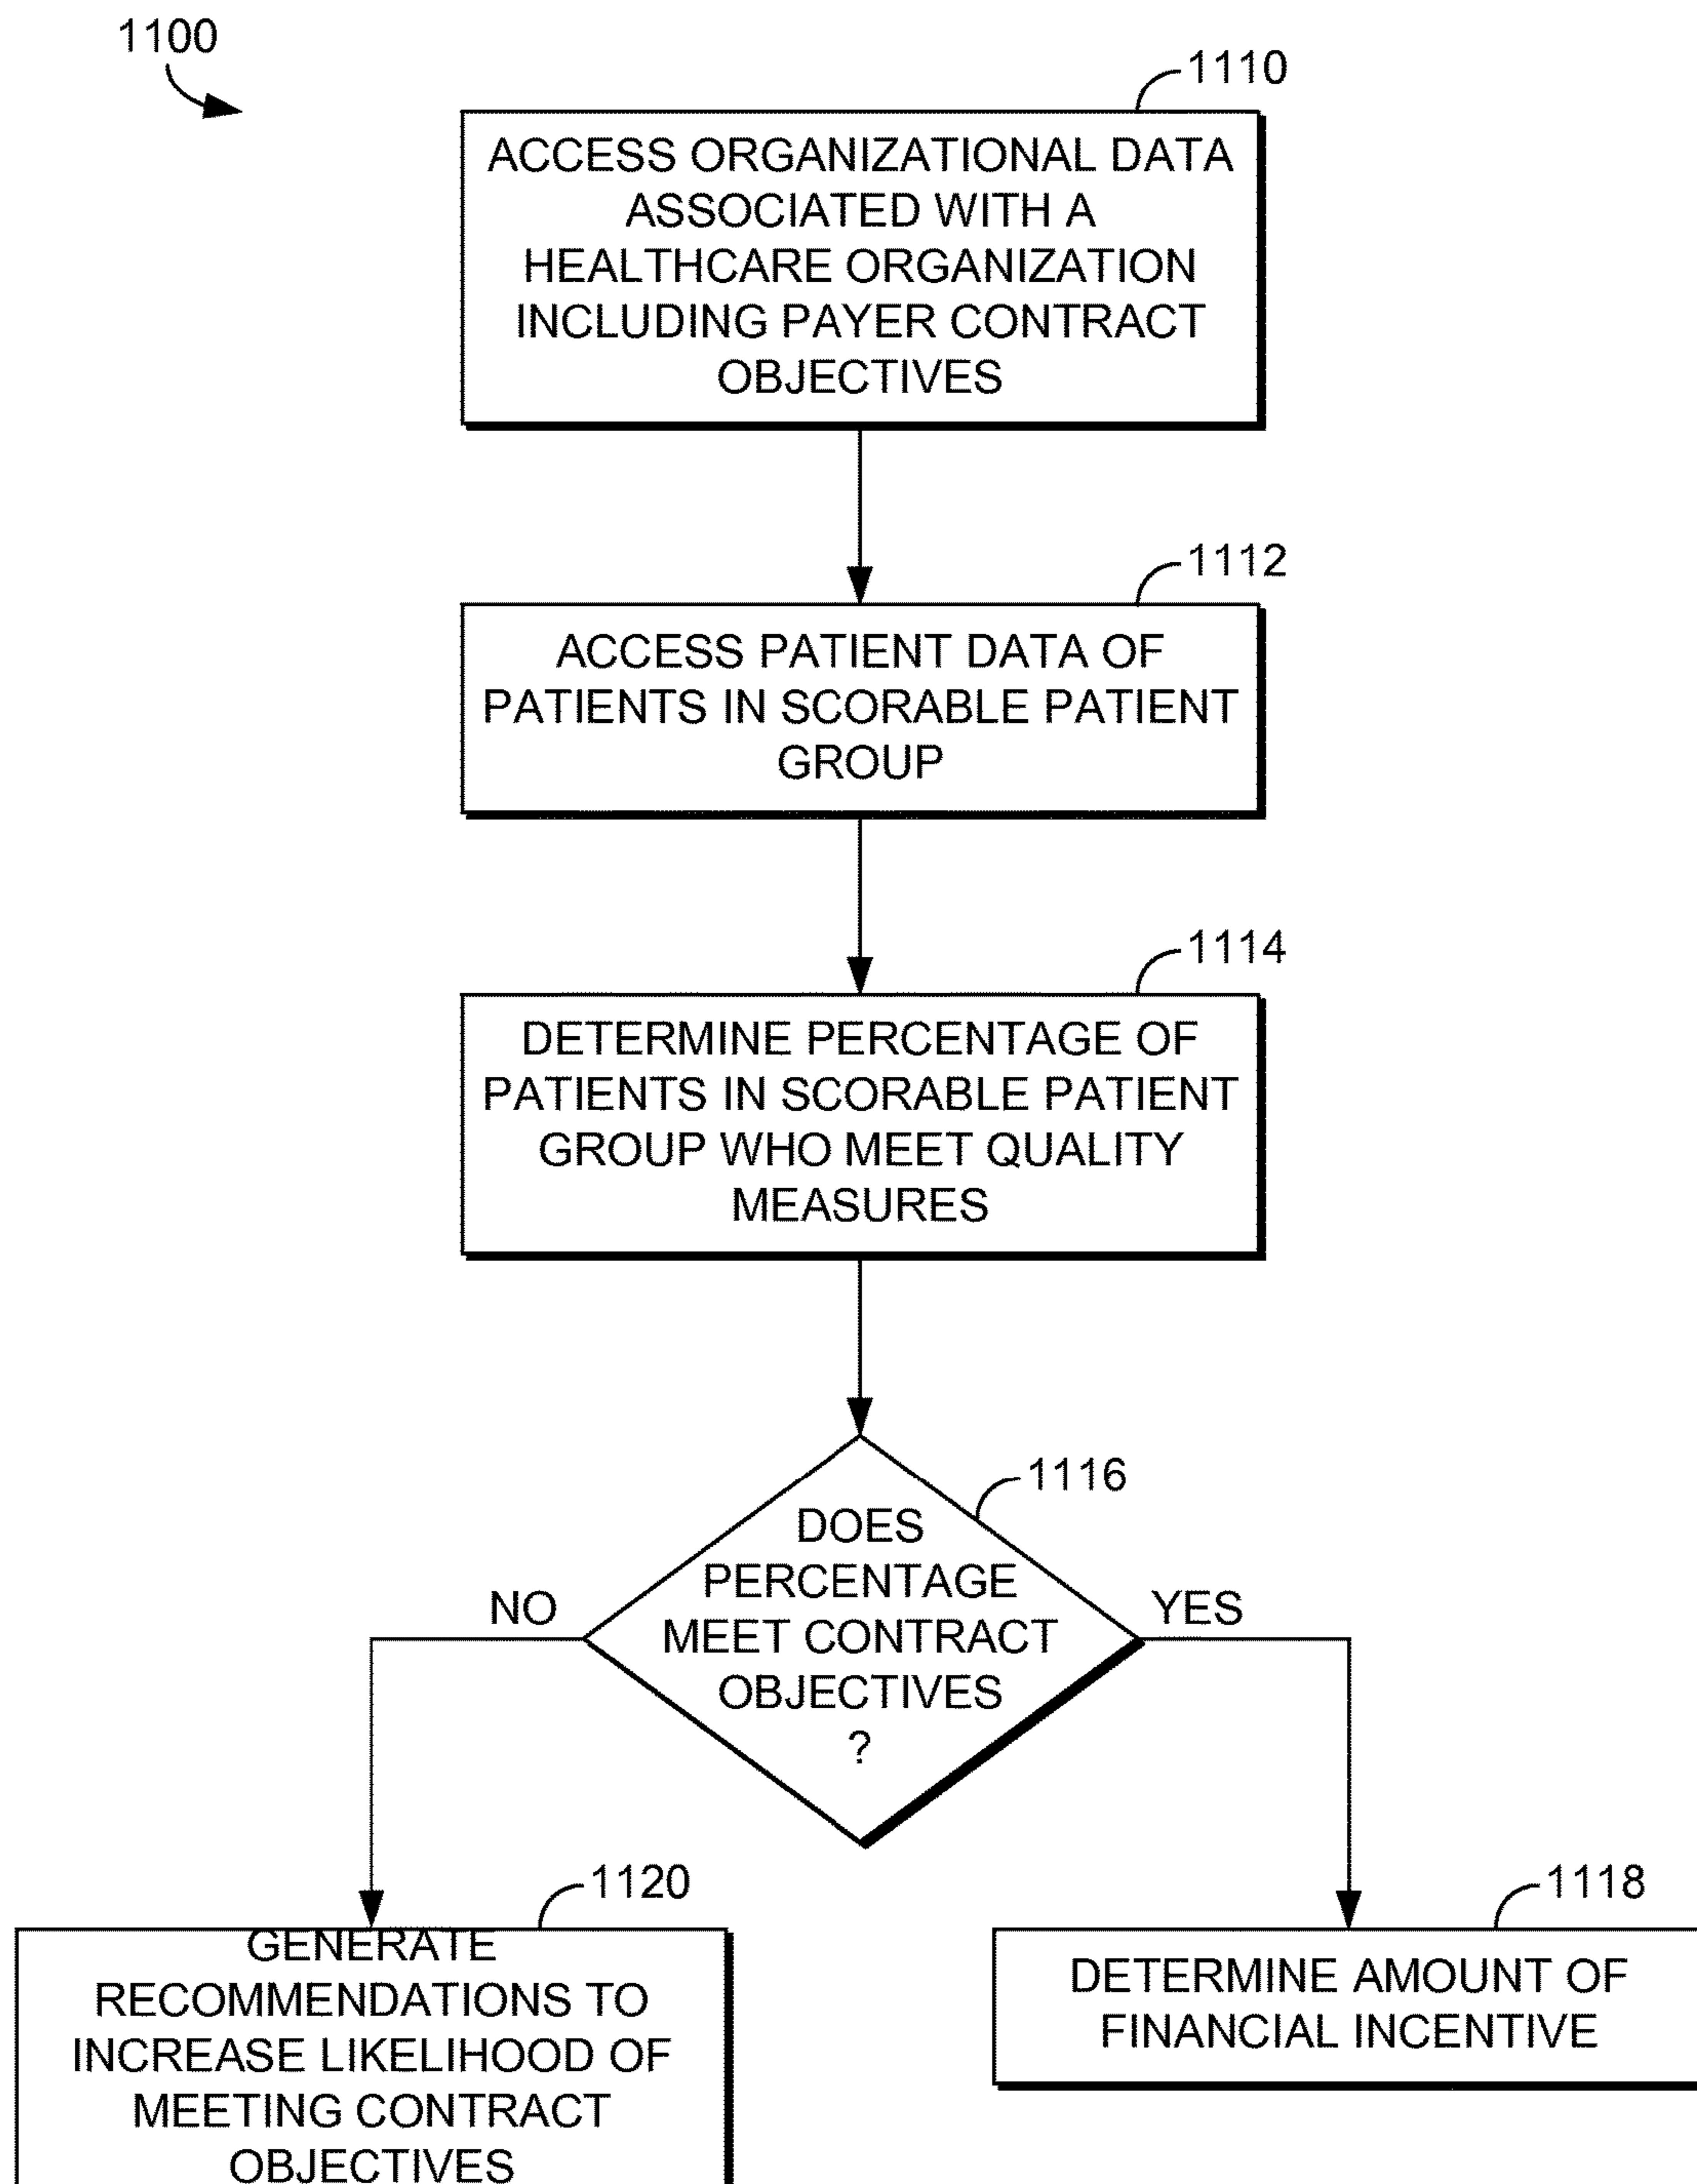 1100
1110
ACCESS ORGANIZATIONAL DATA
ASSOCIATED WITH A
HEALTHCARE ORGANIZATION
INCLUDING PAYER CONTRACT
OBJECTIVES
1112
ACCESS PATIENT DATA OF
PATIENTS IN SCORABLE PATIENT
GROUP
1114
DETERMINE PERCENTAGE OF
PATIENTS IN SCORABLE PATIENT
GROUP WHO MEET QUALITY
MEASURES
1116
DOES
PERCENTAGE
MEET CONTRACT
OBJECTIVES
?
NO
YES
1120
GENERATE
RECOMMENDATIONS TO
INCREASE LIKELIHOOD OF
MEETING CONTRACT
OBJECTIVES
1118
DETERMINE AMOUNT OF
FINANCIAL INCENTIVE